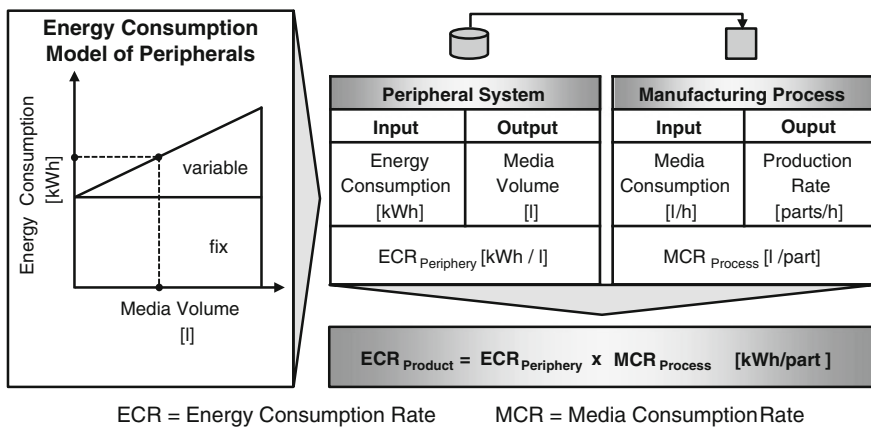 Energy Consumption
Model of Peripherals
Energy Consumption
[kWh]
variable
fix
Media Volume
[l]
Peripheral System
Input
Output
Energy
Consumption
[kWh]
Media
Volume
[l]
ECR Periphery [kWh / l]
Manufacturing Process
Input
Ouput
Media
Consumption
[l/h]
Production
Rate
[parts/h]
MCR Process [l /part]
ECR Product = ECR Periphery x MCR Process [kWh/part ]
ECR = Energy Consumption Rate
MCR = Media ConsumptionRate